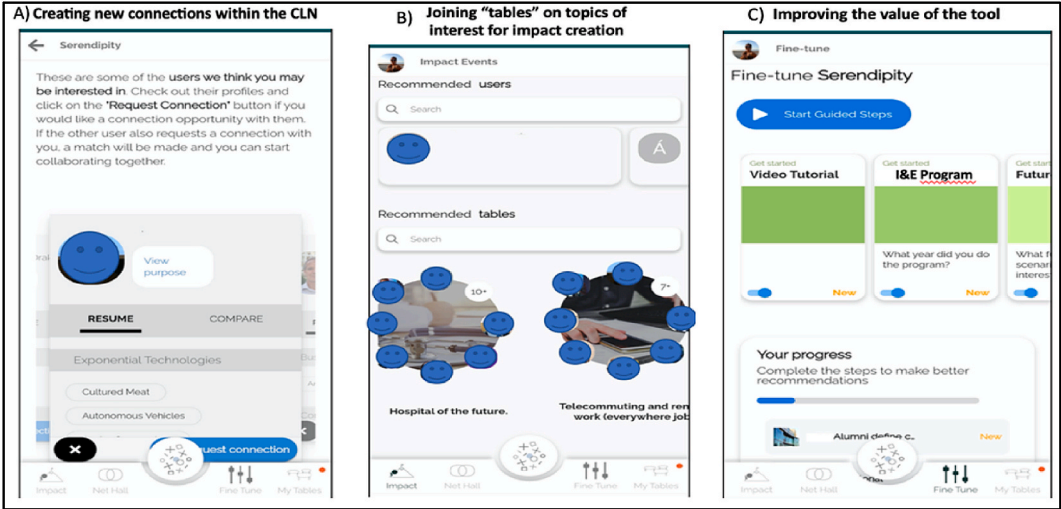 A) Creating new connections within the CLN
Serendipity
These are some of the users we think you may
be interested in. Check out their profiles and
click on the "Request Connection" button if you
would like a connection opportunity with them.
If the other user also requests a connection with
you, a match will be made and you can start
collaborating together.
View
purpose
RESUME
COMPARE
Exponential Technologies
Cultured Meat
Autonomous Vehicles
uest connection
Impact
Net Hall
Fine Tune
My Tables
B) Joining "tables" on topics of
interest for impact creation
Impact Events
Recommended users
Search
Á
Recommended tables
Search
10+
7+
Hospital of the future.
Telecommuting and ren
work (everywhere job
Impact
Net Hall
Fine Tune
My Tables
C) Improving the value of the tool
Fine-tune
Fine-tune Serendipity
Start Guided Steps
Get started
Video Tutorial
New
Get started
I&E Program
What year did you do
the program?
New
Get start
Futur
What f
scenari
interes
Your progress
Complete the steps to make better
recommendations
Alumni define c..
New
Impact
Net Hall
Fine Tune
My Tables